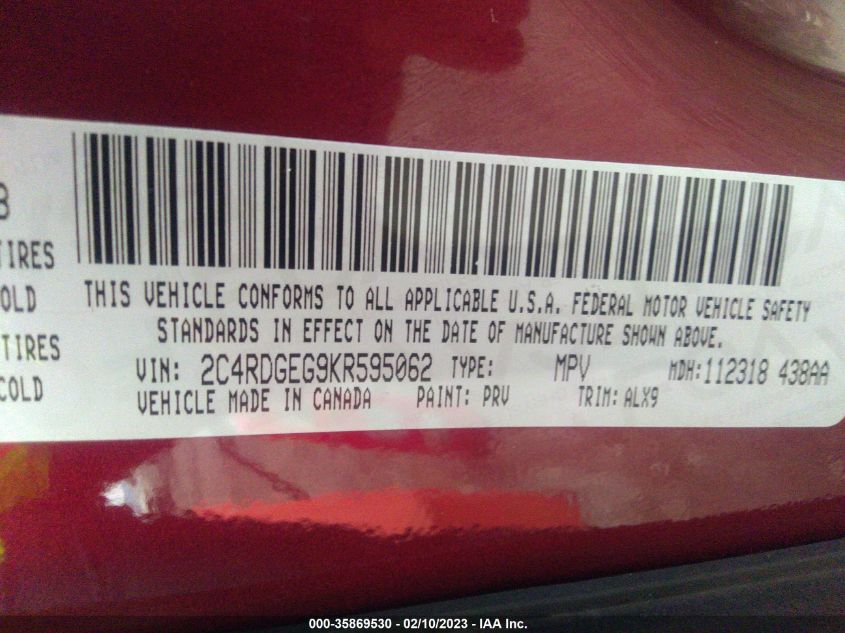 3
TIRES
OLD
TIRES
COLD
THIS VEHICLE CONFORMS TO ALL APPLICABLE U.S.A. FEDERAL MOTOR VEHICLE SAFETY
STANDARDS IN EFFECT ON THE DATE OF MANUFACTURE SHOWN ABOVE.
VIN: 2C4RDGEG9KR595062 TYPE: MPV MDH:112318 438AA
VEHICLE MADE IN CANADA PAINT: PRV TRIM: ALX9
000-35869530 - 02/10/2023 - IAA Inc.